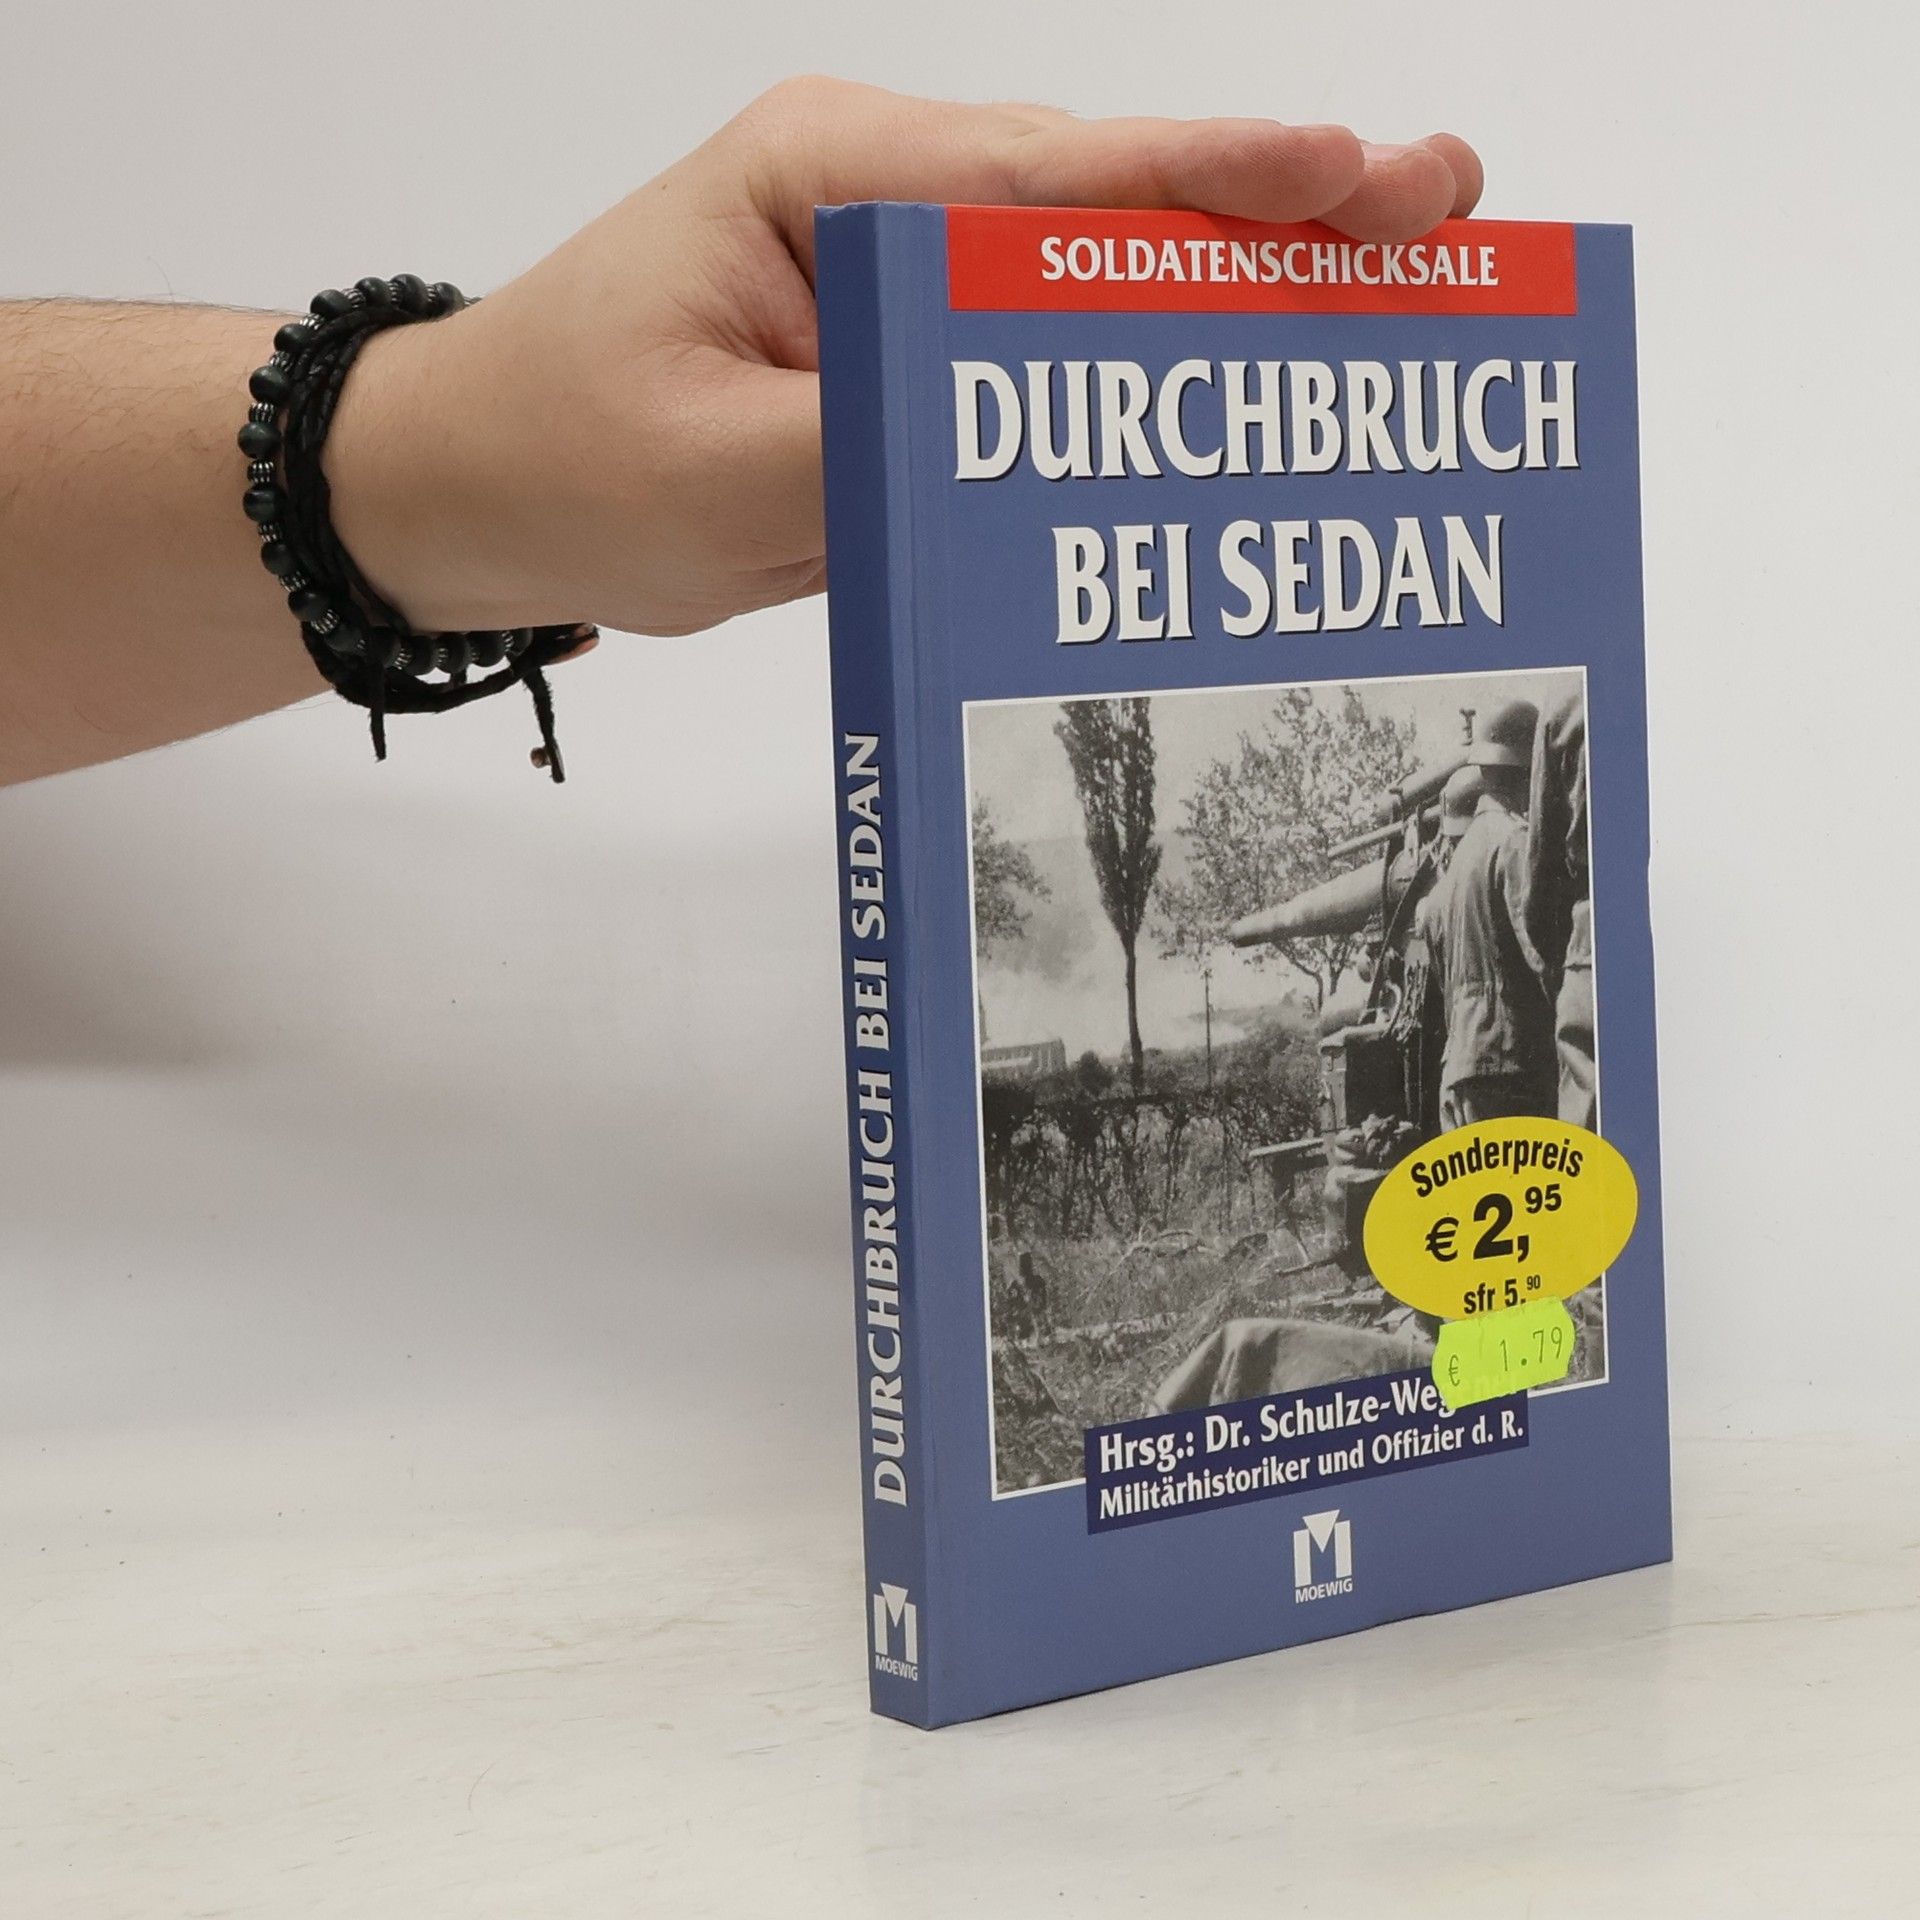 SOLDATENSCHICKSALE
DURCHBRUCH
BEI SEDAN
Sonderpreis
€ 2,95
sfr 5,90
€ 1.79
Hrsg.: Dr.
Militärhistoriker und Offizier d. R.
MOEWIG
DURCHBRUCH BEI SEDAN
MOEWIG